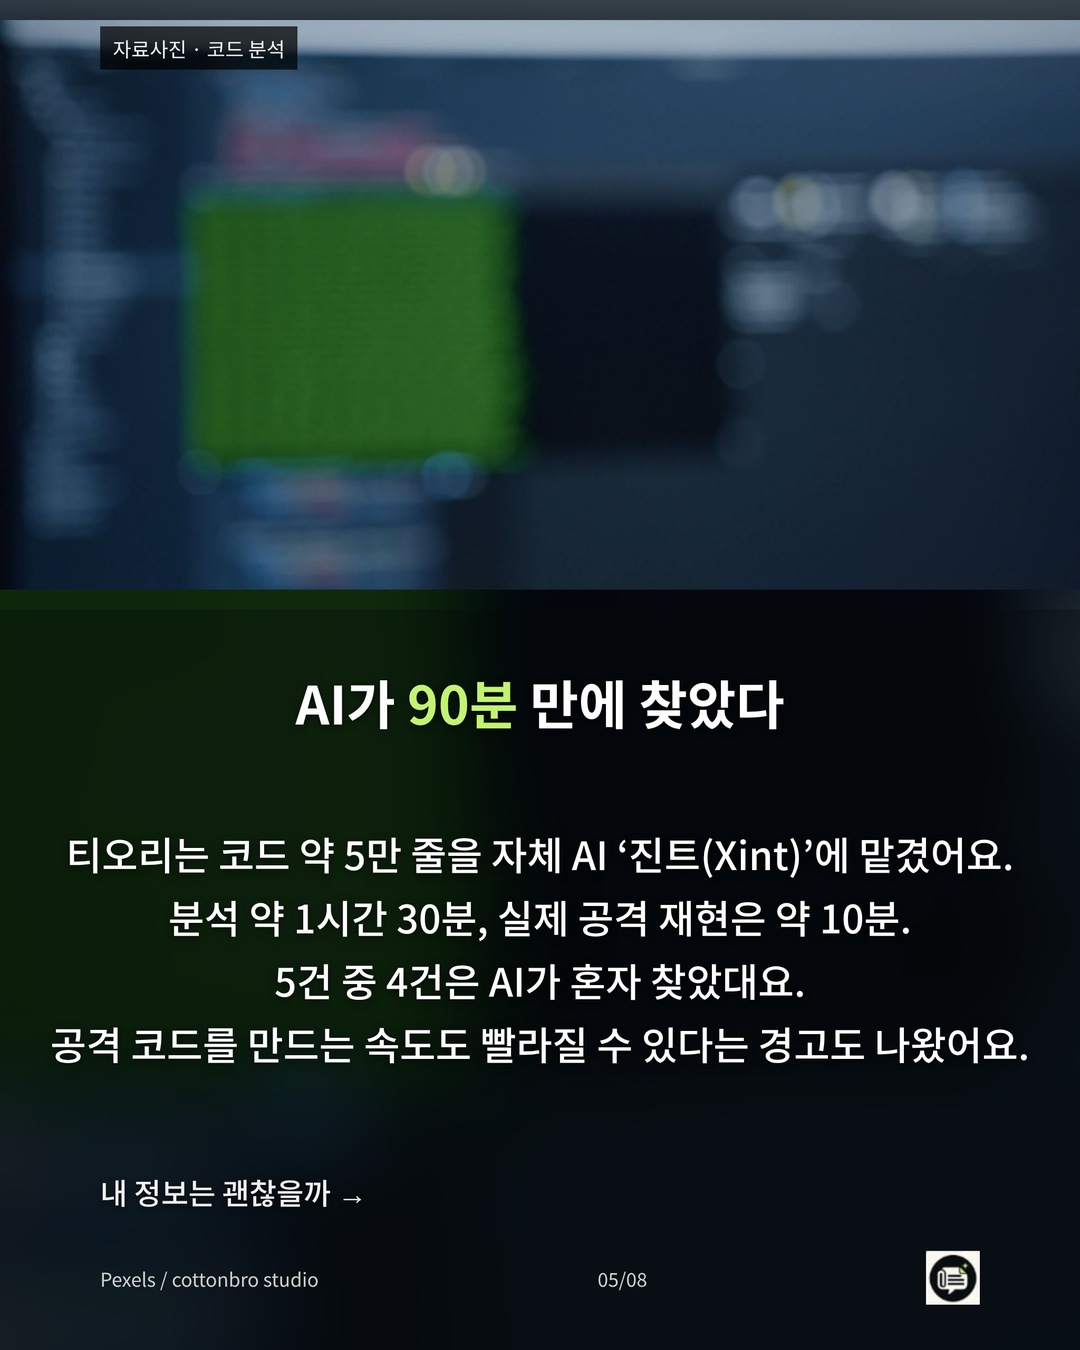 자료사진 · 코드 분석
AI가 90분 만에 찾았다
티오리는 코드 약 5만 줄을 자체 AI ‘진트(Xint)’에 맡겼어요.
분석 약 1시간 30분, 실제 공격 재현은 약 10분.
5건 중 4건은 AI가 혼자 찾았대요.
공격 코드를 만드는 속도도 빨라질 수 있다는 경고도 나왔어요.
내 정보는 괜찮을까 →
Pexels / cottonbro studio
05/08